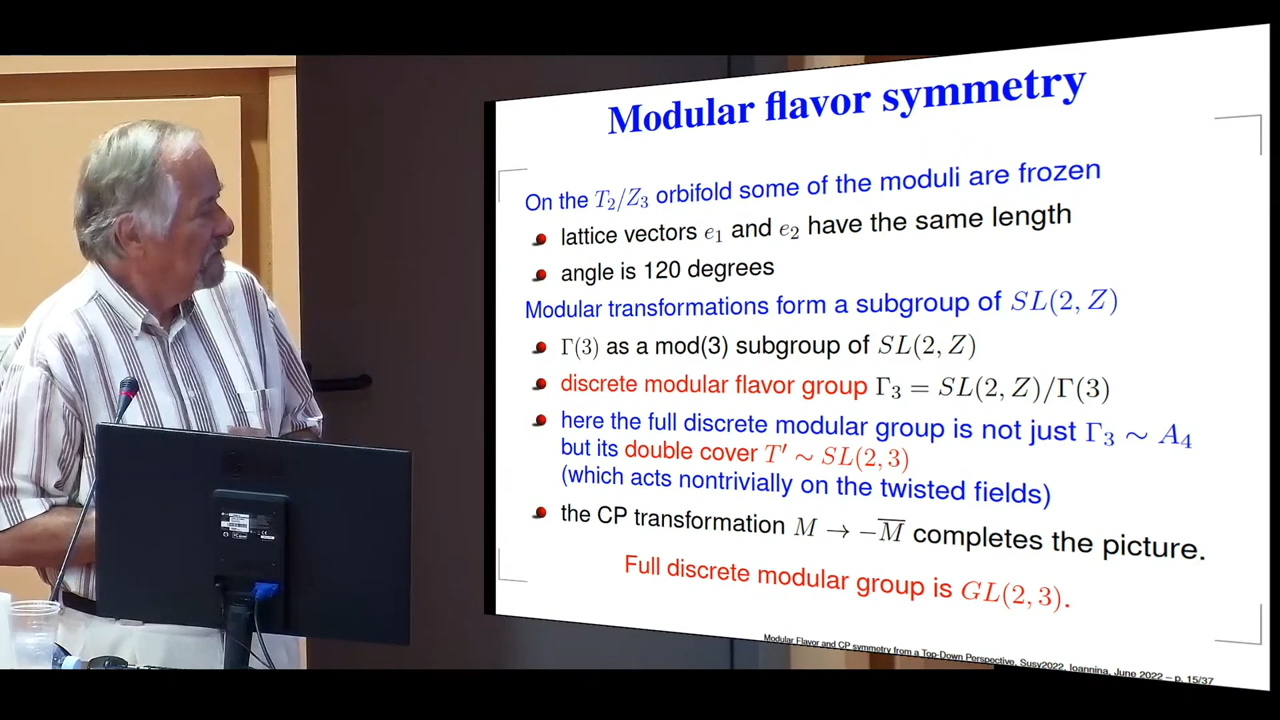 Modular flavor symmetry
On the T₂/Z₃ orbifold some of the moduli are frozen
lattice vectors e₁ and e₂ have the same length
angle is 120 degrees
Modular transformations form a subgroup of SL(2, Z)
Γ(3) as a mod(3) subgroup of SL(2, Z)
discrete modular flavor group Γ₃ = SL(2, Z)/Γ(3)
here the full discrete modular group is not just Γ₃ ∼ A₄
but its double cover T′ ∼ SL(2, 3)
(which acts nontrivially on the twisted fields)
the CP transformation M → −M̅ completes the picture.
Full discrete modular group is GL(2, 3).
Modular Flavor and CP symmetry from a Top-Down Perspective, Susy2022, Ioannina, June 2022 – p. 15/37